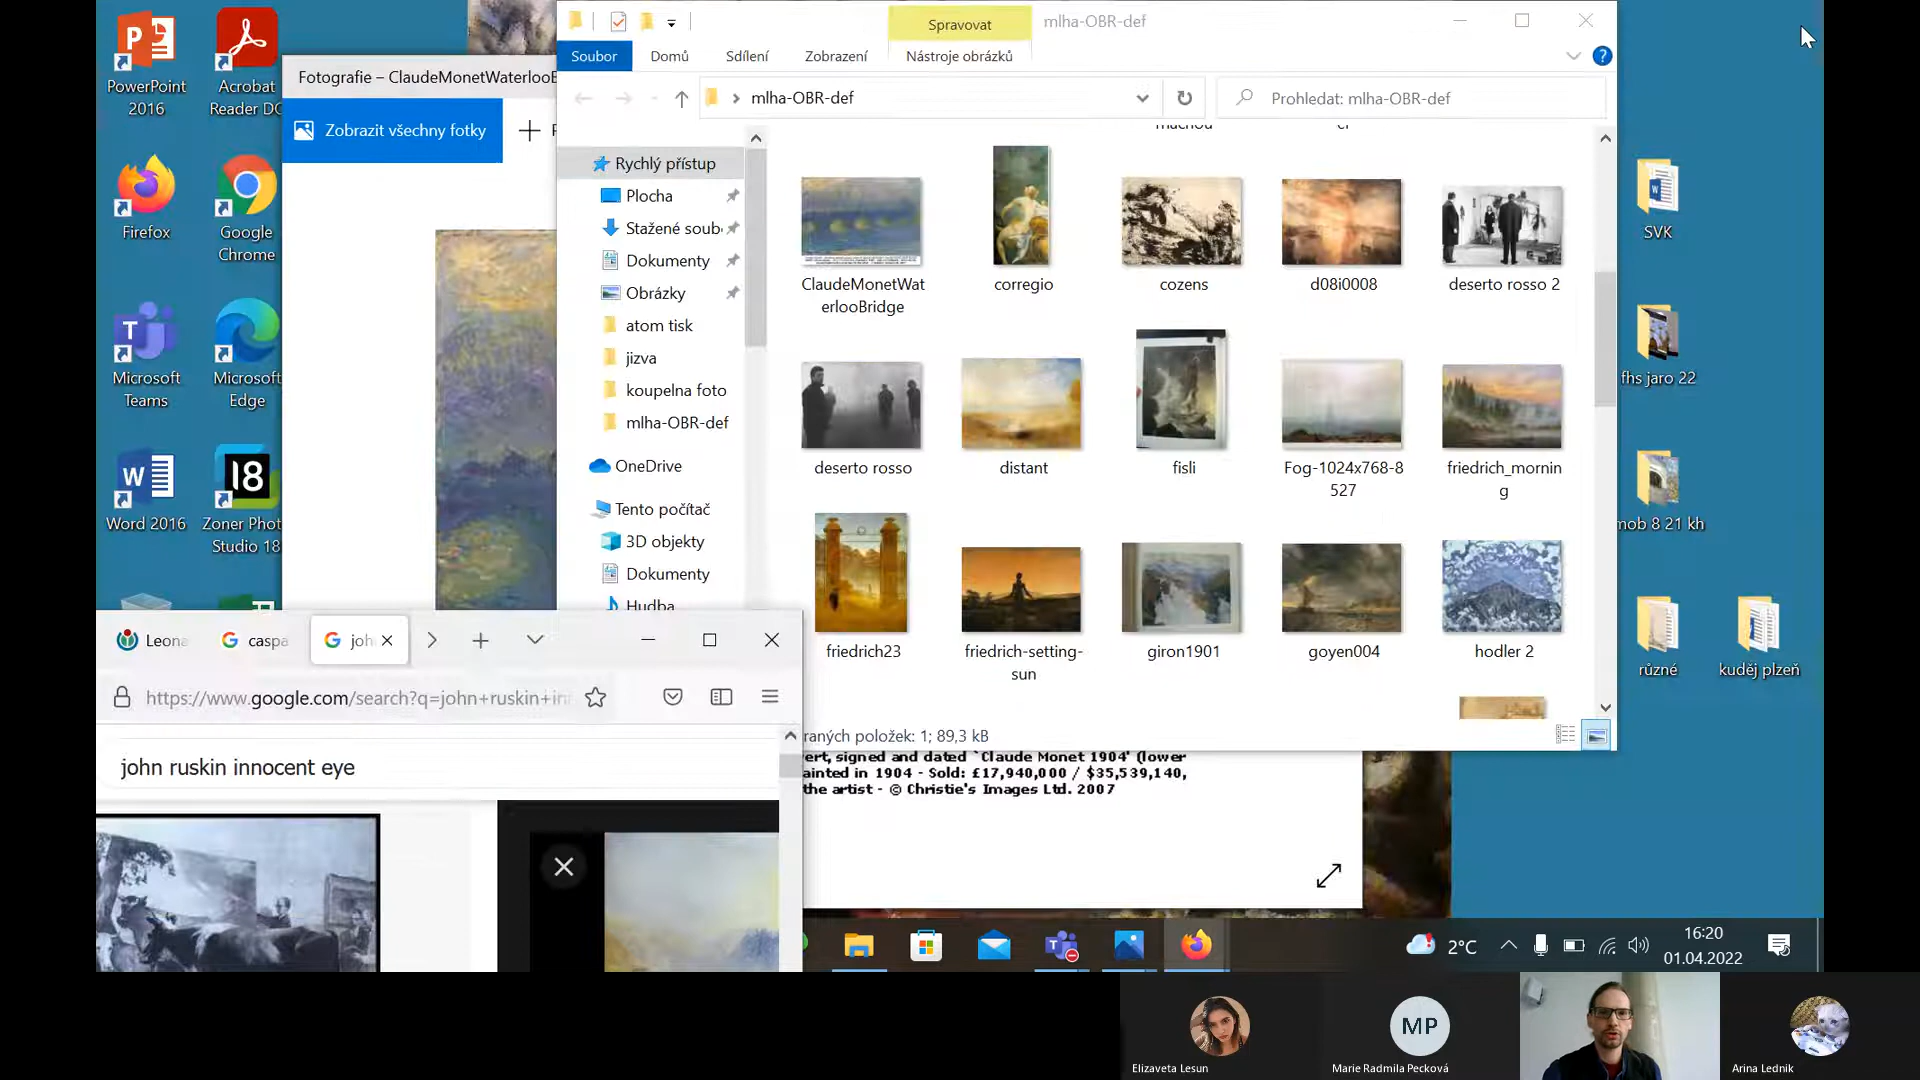 PowerPoint
2016
Acrobat
Reader DC
Firefox
Google
Chrome
Microsoft
Teams
Microsoft
Edge
Word 2016
Zoner Phot
Studio 18
18
Fotografie – ClaudeMonetWaterlooB
Zobrazit všechny fotky
Spravovat
mlha-OBR-def
Soubor
Domů
Sdílení
Zobrazení
Nástroje obrázků
mlha-OBR-def
Prohledat: mlha-OBR-def
Rychlý přístup
Plocha
Stažené soub
Dokumenty
Obrázky
atom tisk
jizva
koupelna foto
mlha-OBR-def
OneDrive
Tento počítač
3D objekty
Dokumenty
Hudba
ClaudeMonetWat
erlooBridge
corregio
cozens
d08i0008
deserto rosso 2
deserto rosso
distant
fisli
Fog-1024x768-8
527
friedrich_mornin
g
friedrich23
friedrich-setting-
sun
giron1901
goyen004
hodler 2
raných položek: 1; 89,3 kB
SVK
fhs jaro 22
mob 8 21 kh
různé
kuděj plzeň
Leona
caspa
joh
https://www.google.com/search?q=john+ruskin+in
john ruskin innocent eye
ert, signed and dated `Claude Monet 1904' (lower
ainted in 1904 - Sold: £17,940,000 / $35,539,140,
the artist - © Christie's Images Ltd. 2007
2°C
16:20
01.04.2022
Elizaveta Lesun
MP
Marie Radmila Pecková
Arina Lednik